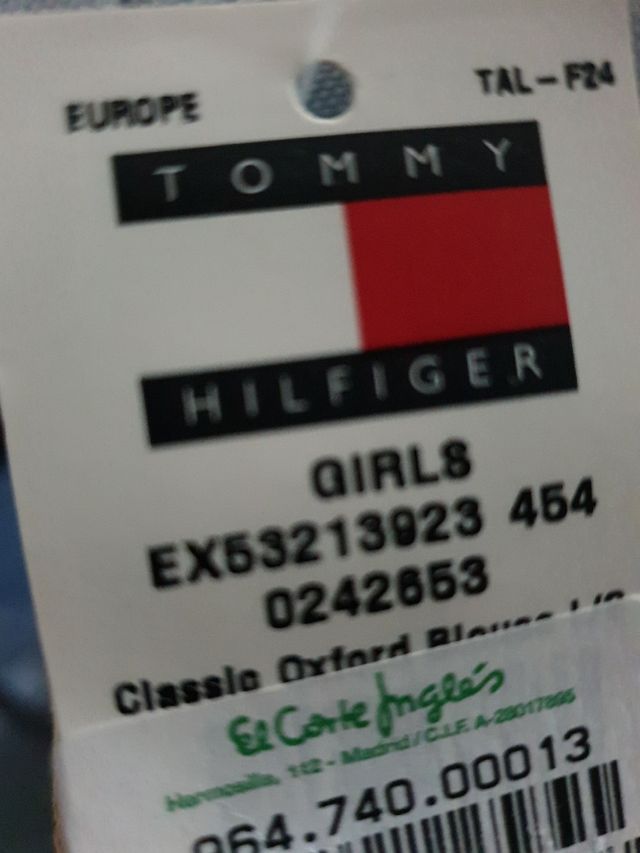 EUROPE TAL-F24
TOMMY
HILFIGER
GIRLS
EX53213923 454
0242653
Classic Oxford Blouse L/S
El Corte Inglés
Hermosilla, 112 - Madrid / C.I.F. A-28017895
064.740.00013